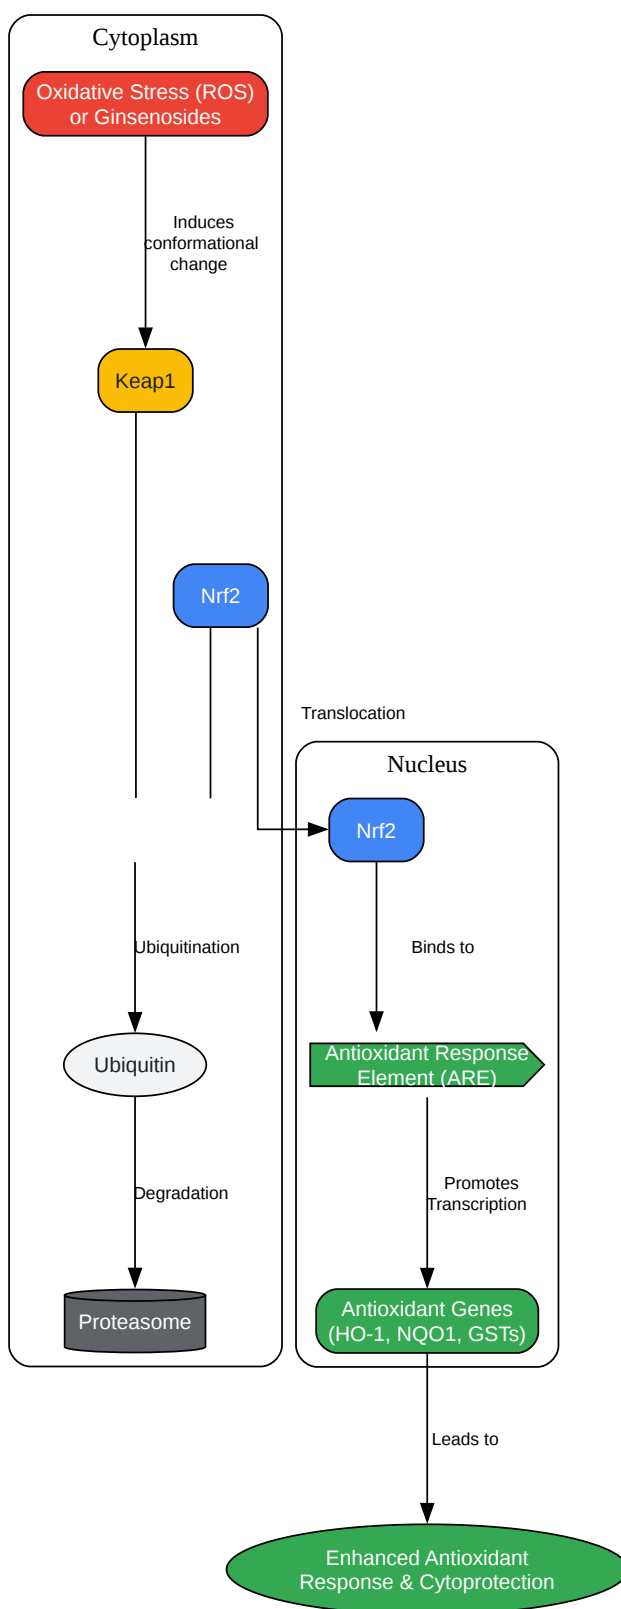 Cytoplasm
Oxidative Stress (ROS)
or Ginsenosides
Induces
conformational
change
Keap1
Nrf2
Translocation
Nucleus
Nrf2
Ubiquitination
Binds to
Ubiquitin
Antioxidant Response
Element (ARE)
Degradation
Promotes
Transcription
Proteasome
Antioxidant Genes
(HO-1, NQO1, GSTs)
Leads to
Enhanced Antioxidant
Response & Cytoprotection